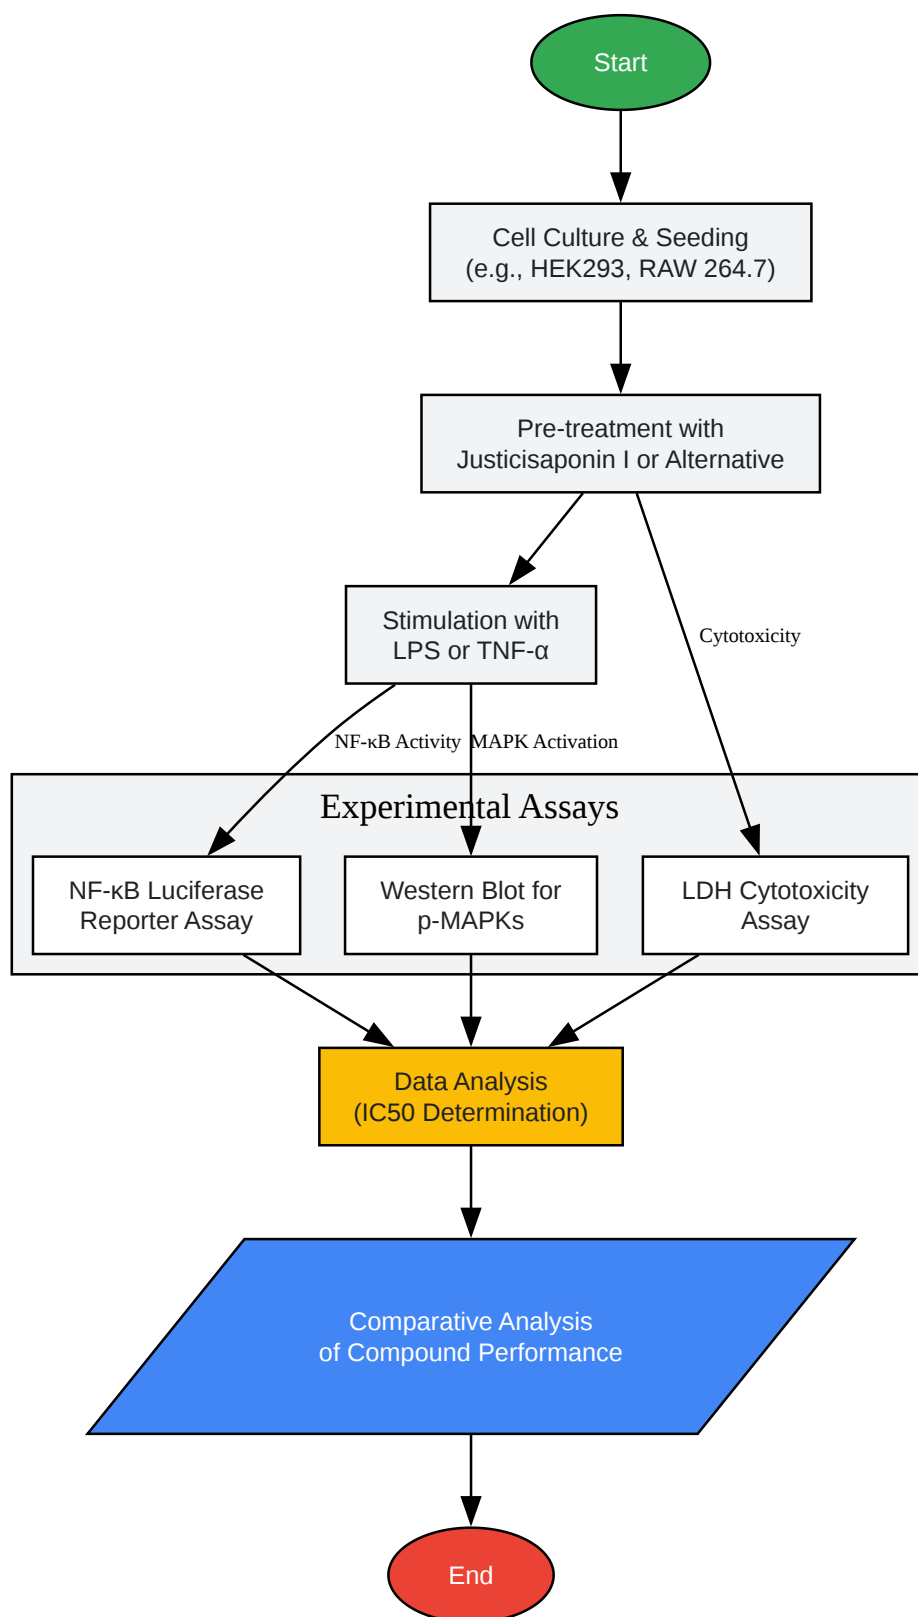 Start
Cell Culture & Seeding
(e.g., HEK293, RAW 264.7)
Pre-treatment with
Justicisaponin I or Alternative
Stimulation with
LPS or TNF-α
Cytotoxicity
NF-κB Activity
MAPK Activation
Experimental Assays
NF-κB Luciferase
Reporter Assay
Western Blot for
p-MAPKs
LDH Cytotoxicity
Assay
Data Analysis
(IC50 Determination)
Comparative Analysis
of Compound Performance
End